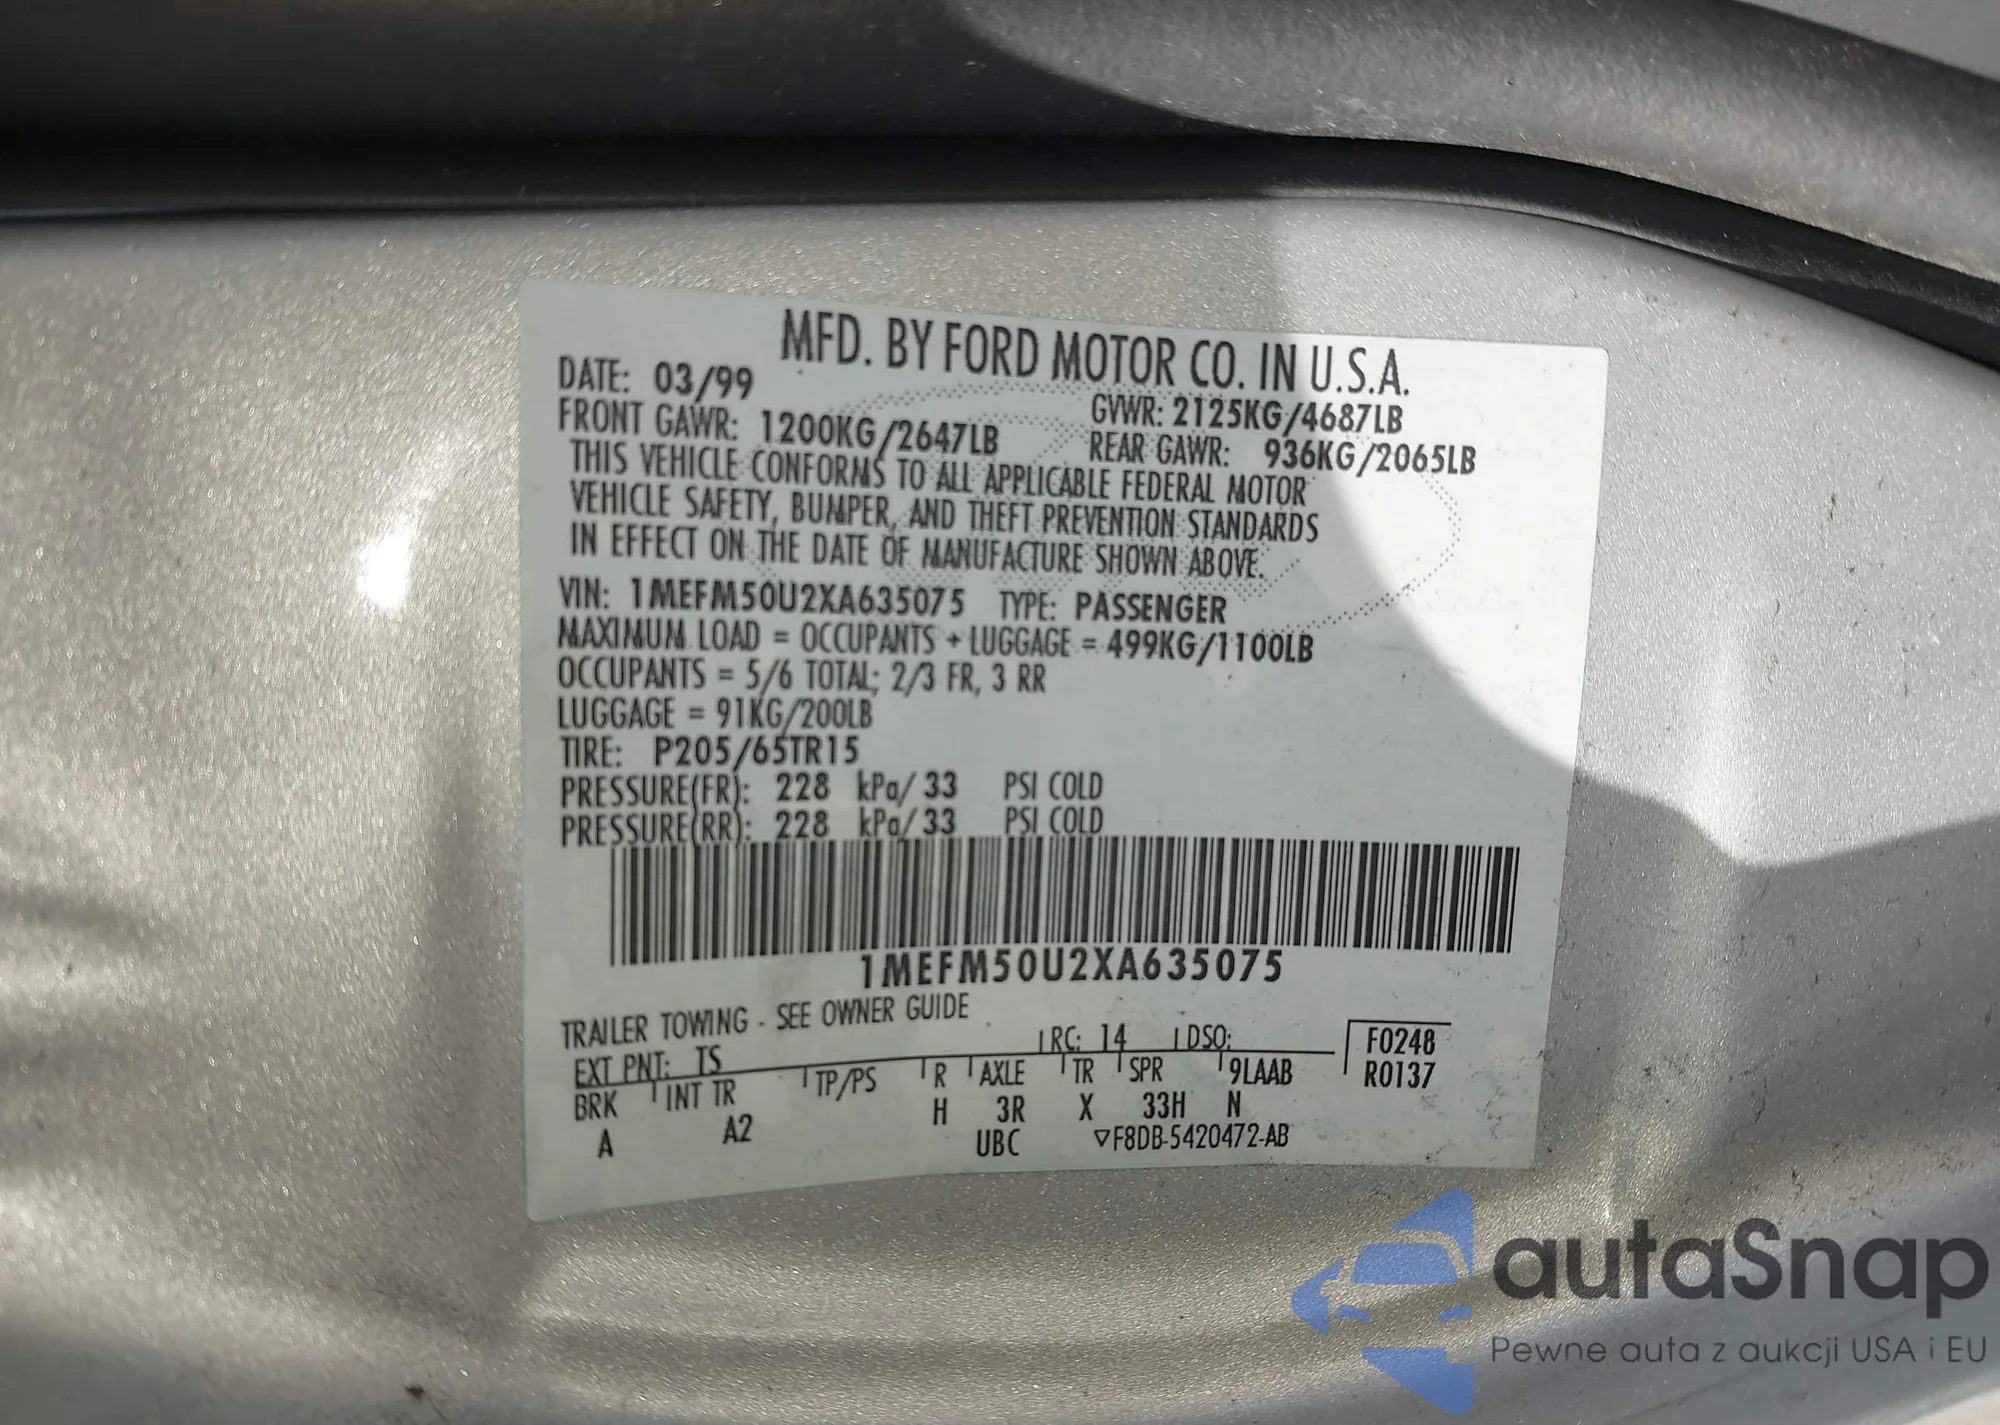 MFD. BY FORD MOTOR CO. IN U.S.A.
DATE: 03/99
GVWR: 2125KG/4687LB
FRONT GAWR: 1200KG/2647LB
REAR GAWR: 936KG/2065LB
THIS VEHICLE CONFORMS TO ALL APPLICABLE FEDERAL MOTOR
VEHICLE SAFETY, BUMPER, AND THEFT PREVENTION STANDARDS
IN EFFECT ON THE DATE OF MANUFACTURE SHOWN ABOVE.
VIN: 1MEFM50U2XA635075 TYPE: PASSENGER
MAXIMUM LOAD = OCCUPANTS + LUGGAGE = 499KG/1100LB
OCCUPANTS = 5/6 TOTAL; 2/3 FR, 3 RR
LUGGAGE = 91KG/200LB
TIRE: P205/65TR15
PRESSURE(FR): 228 kPa/ 33 PSI COLD
PRESSURE(RR): 228 kPa/ 33 PSI COLD
1MEFM50U2XA635075
TRAILER TOWING - SEE OWNER GUIDE
EXT PNT: TS RC: 14 DSO: F0248
BRK INT TR TP/PS R AXLE TR SPR 9LAAB R0137
A A2 H 3R X 33H N
UBC ▽F8DB-5420472-AB
autaSnap
Pewne auta z aukcji USA i EU